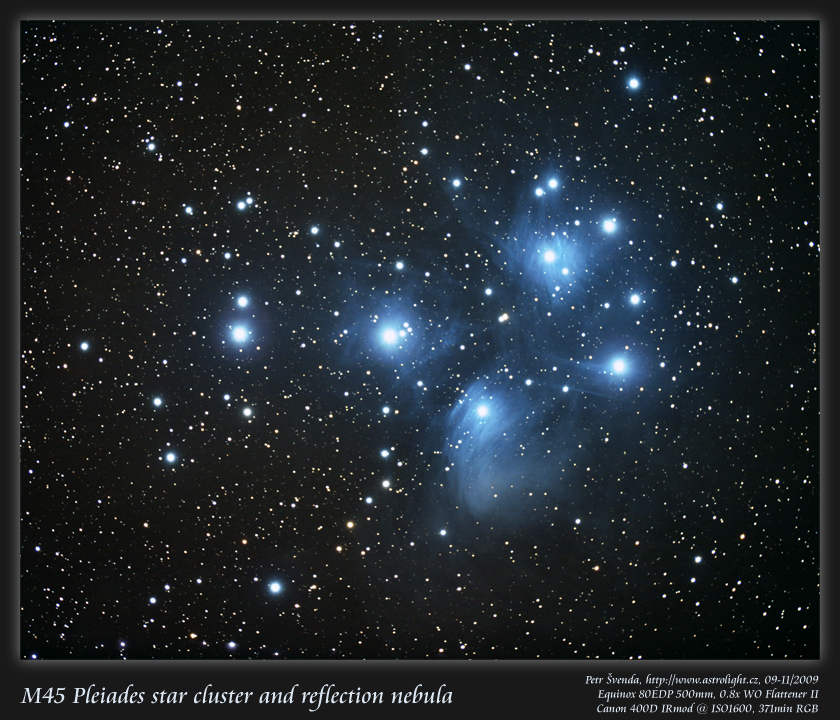 M45 Pleiades star cluster and reflection nebula
Petr Švenda, http://www.astrolight.cz, 09-11/2009
Equinox 80EDP 500mm, 0.8x WO Flattener II
Canon 400D IRmod @ ISO1600, 371min RGB